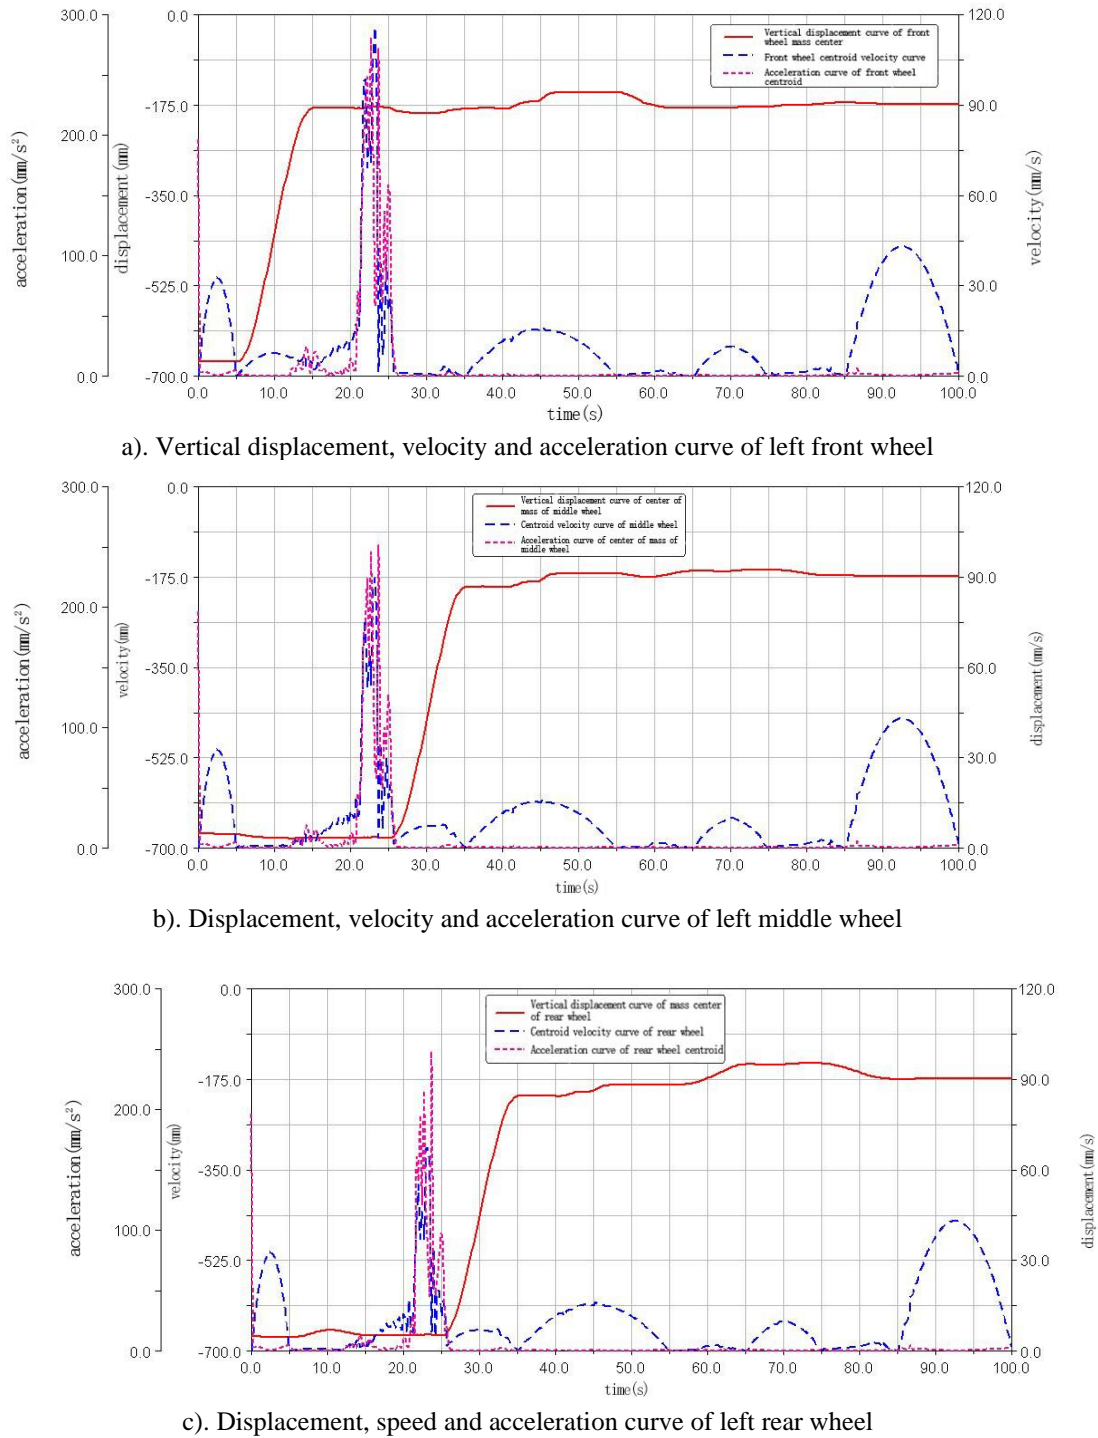 300.0
0.0
120.0
Vertical displacement curve of front
wheel mass center
Front wheel centroid velocity curve
Acceleration curve of front wheel
centroid
-175.0
90.0
200.0
acceleration(mm/s²)
displacement(mm)
velocity(mm/s)
-350.0
60.0
100.0
-525.0
30.0
0.0
-700.0
0.0
0.0 10.0 20.0 30.0 40.0 50.0 60.0 70.0 80.0 90.0 100.0
time(s)
a). Vertical displacement, velocity and acceleration curve of left front wheel
300.0
0.0
120.0
Vertical displacement curve of center of
mass of middle wheel
Centroid velocity curve of middle wheel
Acceleration curve of center of mass of
middle wheel
-175.0
90.0
200.0
acceleration(mm/s²)
velocity(mm)
displacement(mm/s)
-350.0
60.0
100.0
-525.0
30.0
0.0
-700.0
0.0
0.0 10.0 20.0 30.0 40.0 50.0 60.0 70.0 80.0 90.0 100.0
time(s)
b). Displacement, velocity and acceleration curve of left middle wheel
300.0
0.0
120.0
Vertical displacement curve of mass center
of rear wheel
Centroid velocity curve of rear wheel
Acceleration curve of rear wheel centroid
-175.0
90.0
200.0
acceleration(mm/s²)
velocity(mm)
displacement(mm/s)
-350.0
60.0
100.0
-525.0
30.0
0.0
-700.0
0.0
0.0 10.0 20.0 30.0 40.0 50.0 60.0 70.0 80.0 90.0 100.0
time(s)
c). Displacement, speed and acceleration curve of left rear wheel